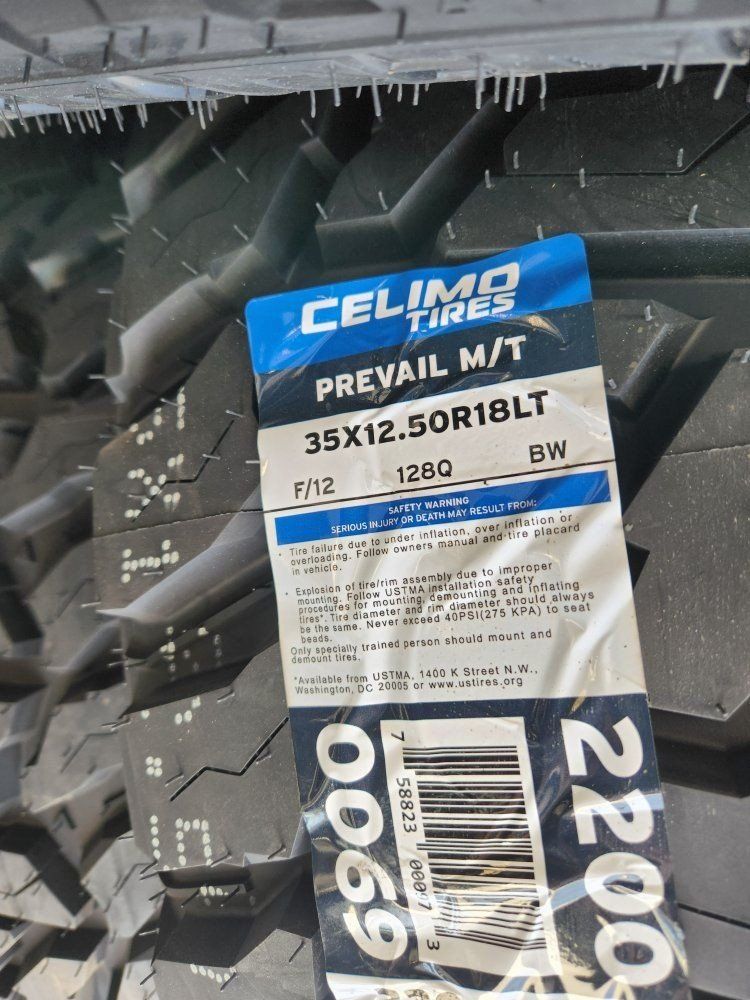 CELIMO
TIRES
PREVAIL M/T
35X12.50R18LT
F/12 128Q BW
SAFETY WARNING
SERIOUS INJURY OR DEATH MAY RESULT FROM:
· Tire failure due to under inflation, over inflation or
overloading. Follow owners manual and tire placard
in vehicle.
· Explosion of tire/rim assembly due to improper
mounting. Follow USTMA installation safety
procedures for mounting, demounting and inflating
tires*. Tire diameter and rim diameter should always
be the same. Never exceed 40PSI(275 KPA) to seat
beads.
Only specially trained person should mount and
demount tires.
*Available from USTMA, 1400 K Street N.W.,
Washington, DC 20005 or www.ustires.org
2200
0069
7 58823 00097 3